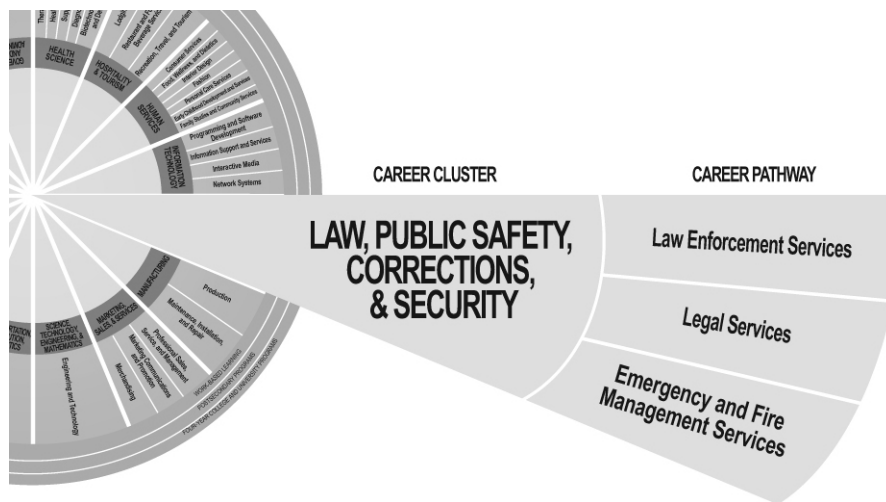 CAREER CLUSTER
CAREER PATHWAY
LAW, PUBLIC SAFETY,
CORRECTIONS,
& SECURITY
Law Enforcement Services
Legal Services
Emergency and Fire
Management Services
HEALTH
SCIENCE
Lodging
Restaurant and
Beverage
Recreation, Travel, and Tourism
HOSPITALITY
& TOURISM
Consumer Services
Food, Wellness, and Dietetics
Interior Design
Fashion
Personal Care Services
Early Childhood Development and Services
Family Studies and Community Services
HUMAN
SERVICES
Programming and Software
Development
Information Support and Services
Interactive Media
Network Systems
INFORMATION
TECHNOLOGY
MANUFACTURING
Production
Maintenance, Installation,
and Repair
MARKETING,
SALES, & SERVICES
Professional Sales,
Service, and Management
Marketing Communications
and Promotion
Merchandising
SCIENCE,
TECHNOLOGY,
ENGINEERING, &
MATHEMATICS
Engineering and Technology
WORK-BASED LEARNING
POSTSECONDARY PROGRAMS
FOUR-YEAR COLLEGE AND UNIVERSITY PROGRAMS